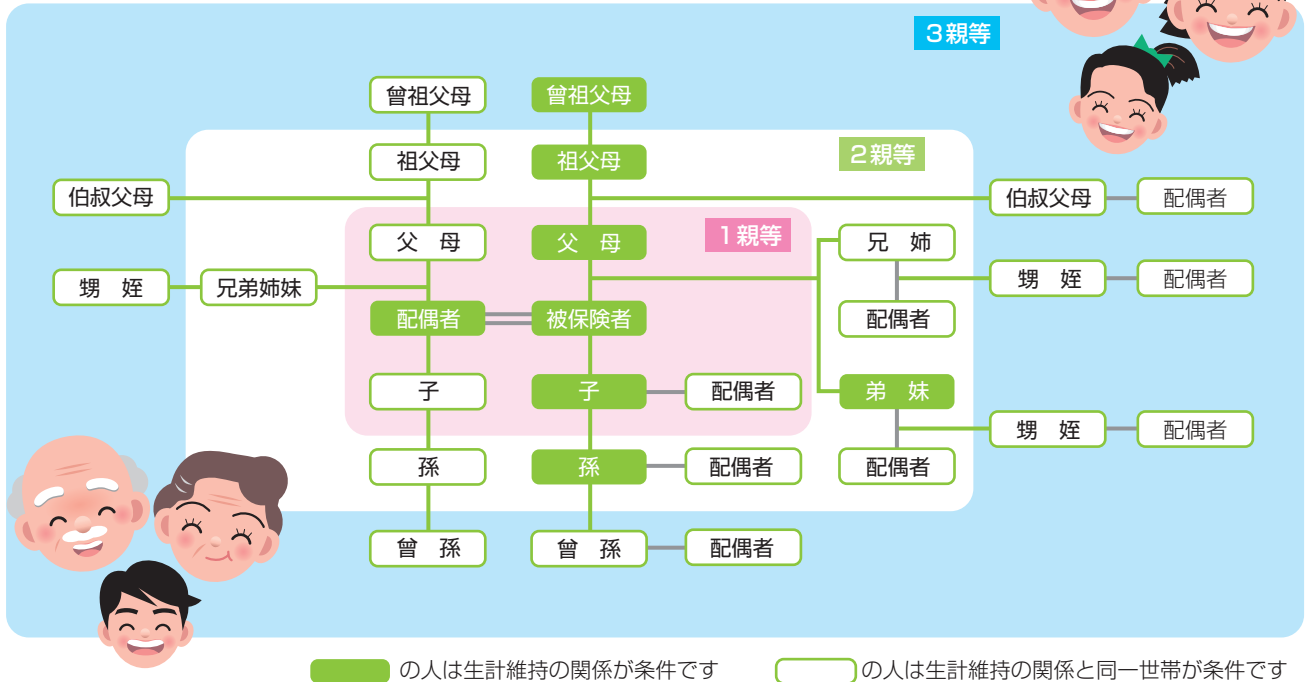 3親等
曾祖父母
曾祖父母
2親等
祖父母
祖父母
伯叔父母
伯叔父母
配偶者
1親等
父 母
父 母
兄 姉
甥 姪
兄弟姉妹
甥 姪
配偶者
配偶者
被保険者
配偶者
子
子
配偶者
弟 妹
甥 姪
配偶者
孫
孫
配偶者
配偶者
曾 孫
曾 孫
配偶者
の人は生計維持の関係が条件です
の人は生計維持の関係と同一世帯が条件です